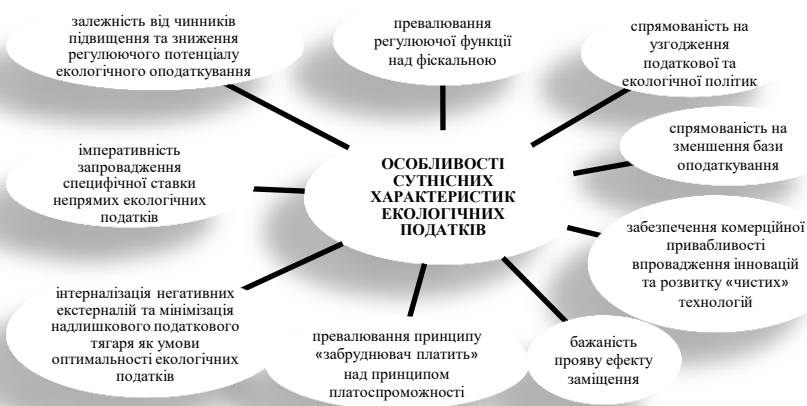 залежність від чинників
підвищення та зниження
регулюючого потенціалу
екологічного оподаткування
превалювання
регулюючої функції
над фіскальною
спрямованість на
узгодження
податкової та
екологічної політик
імперативність
запровадження
специфічної ставки
непрямих екологічних
податків
ОСОБЛИВОСТІ
СУТНІСНИХ
ХАРАКТЕРИСТИК
ЕКОЛОГІЧНИХ
ПОДАТКІВ
спрямованість на
зменшення бази
оподаткування
забезпечення комерційної
привабливості
впровадження інновацій
та розвитку «чистих»
технологій
інтерналізація негативних
екстерналій та мінімізація
надлишкового податкового
тягаря як умови
оптимальності екологічних
податків
превалювання принципу
«забруднювач платить»
над принципом
платоспроможності
бажаність
прояву ефекту
заміщення